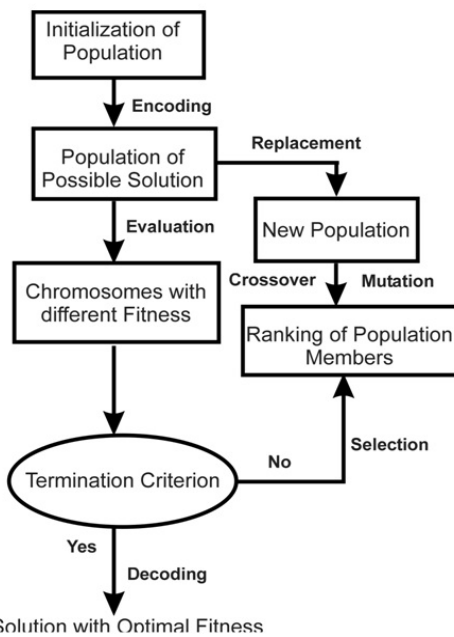 Initialization of
Population
Encoding
Population of
Possible Solution
Replacement
Evaluation
New Population
Crossover
Mutation
Chromosomes with
different Fitness
Ranking of Population
Members
Termination Criterion
No
Selection
Yes
Decoding
Solution with Optimal Fitness